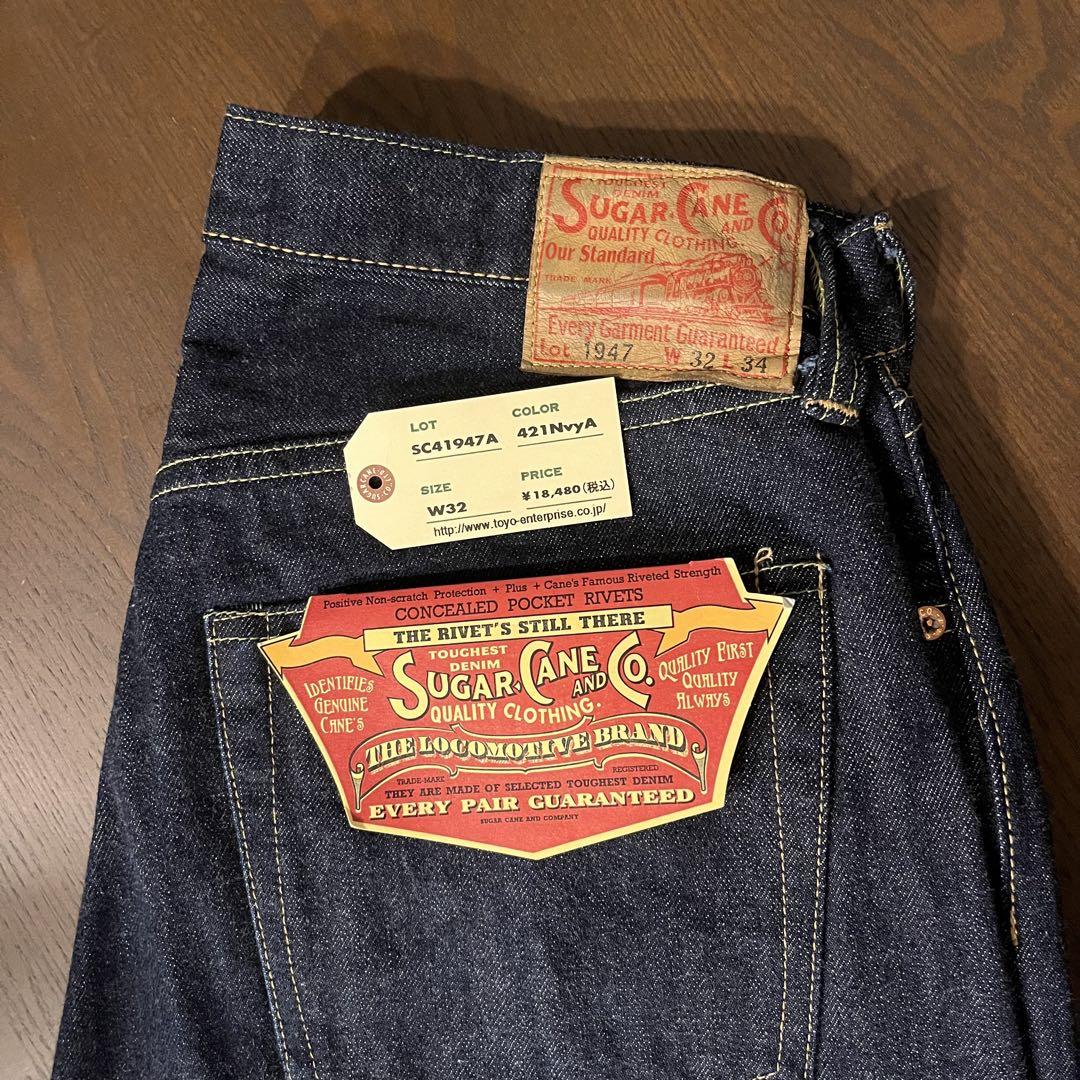 TOUGHEST
DENIM
SUGAR CANE AND Co.
QUALITY CLOTHING.
Our Standard
TRADE MARK
Every Garment Guaranteed
Lot 1947 W 32 L 34
LOT
SC41947A
COLOR
421NvyA
SIZE
W32
PRICE
¥18,480(税込)
http://www.toyo-enterprise.co.jp/
Positive Non-scratch Protection + Plus + Cane's Famous Riveted Strength
CONCEALED POCKET RIVETS
THE RIVET'S STILL THERE
IDENTIFIES
GENUINE
CANE'S
TOUGHEST
DENIM
SUGAR CANE AND Co.
QUALITY CLOTHING.
QUALITY FIRST
QUALITY
ALWAYS
THE LOCOMOTIVE BRAND
TRADE-MARK
REGISTERED
THEY ARE MADE OF SELECTED TOUGHEST DENIM
EVERY PAIR GUARANTEED
SUGAR CANE AND COMPANY